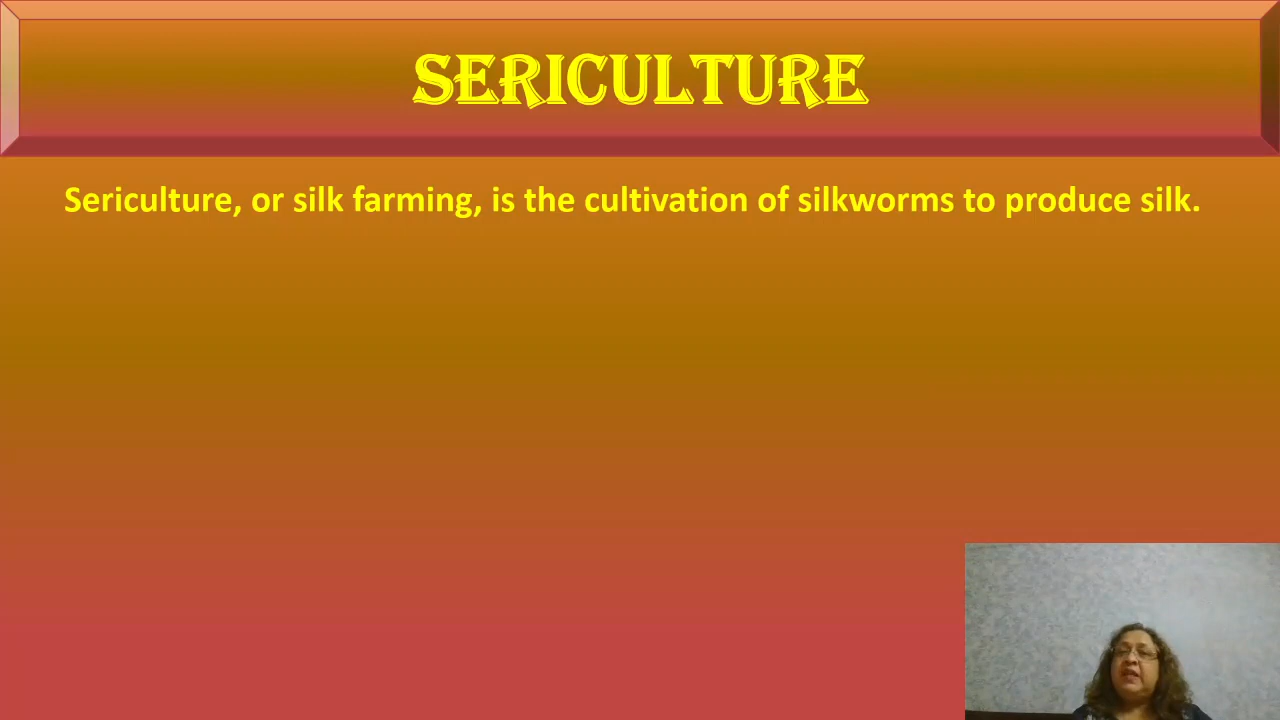 SERICULTURE
Sericulture, or silk farming, is the cultivation of silkworms to produce silk.